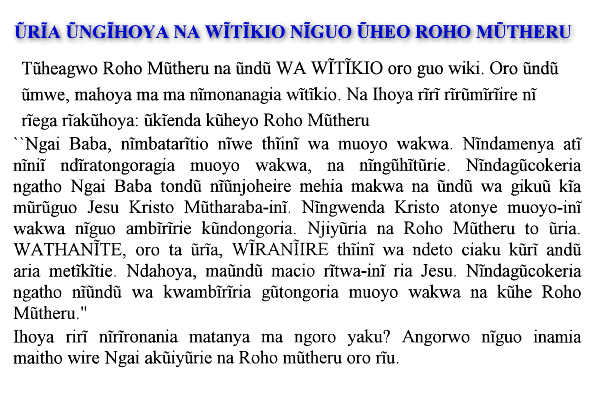 ŨRĨA ŨNGĨHOYA NA WĨTĨKIO NĨGUO ŨHEO ROHO MŨTHERU
Tũheagwo Roho Mũtheru na ũndũ WA WĨTĨKIO oro guo wiki. Oro ũndũ
ũmwe, mahoya ma ma nĩmonanagia wĩtĩkio. Na Ihoya rĩrĩ rĩrũmĩrĩire nĩ
rĩega rĩakũhoya: ũkĩenda kũheyo Roho Mũtheru
``Ngai Baba, nĩmbatarĩtio nĩwe thĩinĩ wa muoyo wakwa. Nĩndamenya atĩ
nĩniĩ ndĩratongoragia muoyo wakwa, na nĩngũhĩtũrie. Nĩndagũcokeria
ngatho Ngai Baba tondũ nĩũnjoheire mehia makwa na ũndũ wa gikuũ kĩa
mũrũguo Jesu Kristo Mũtharaba-inĩ. Nĩngwenda Kristo atonye muoyo-inĩ
wakwa nĩguo ambĩrĩrie kũndongoria. Njiyũria na Roho Mũtheru to ũria.
WATHANĨTE, oro ta ũrĩa, WĨRANĨIRE thĩinĩ wa ndeto ciaku kũrĩ andũ
aria metĩkĩtie. Ndahoya, maũndũ macio rĩtwa-inĩ ria Jesu. Nĩndagũcokeria
ngatho nĩũndũ wa kwambĩrĩria gũtongoria muoyo wakwa na kũhe Roho
Mũtheru."
Ihoya rirĩ nĩrĩronania matanya ma ngoro yaku? Angorwo nĩguo inamia
maitho wire Ngai akũiyũrie na Roho mũtheru oro rĩu.